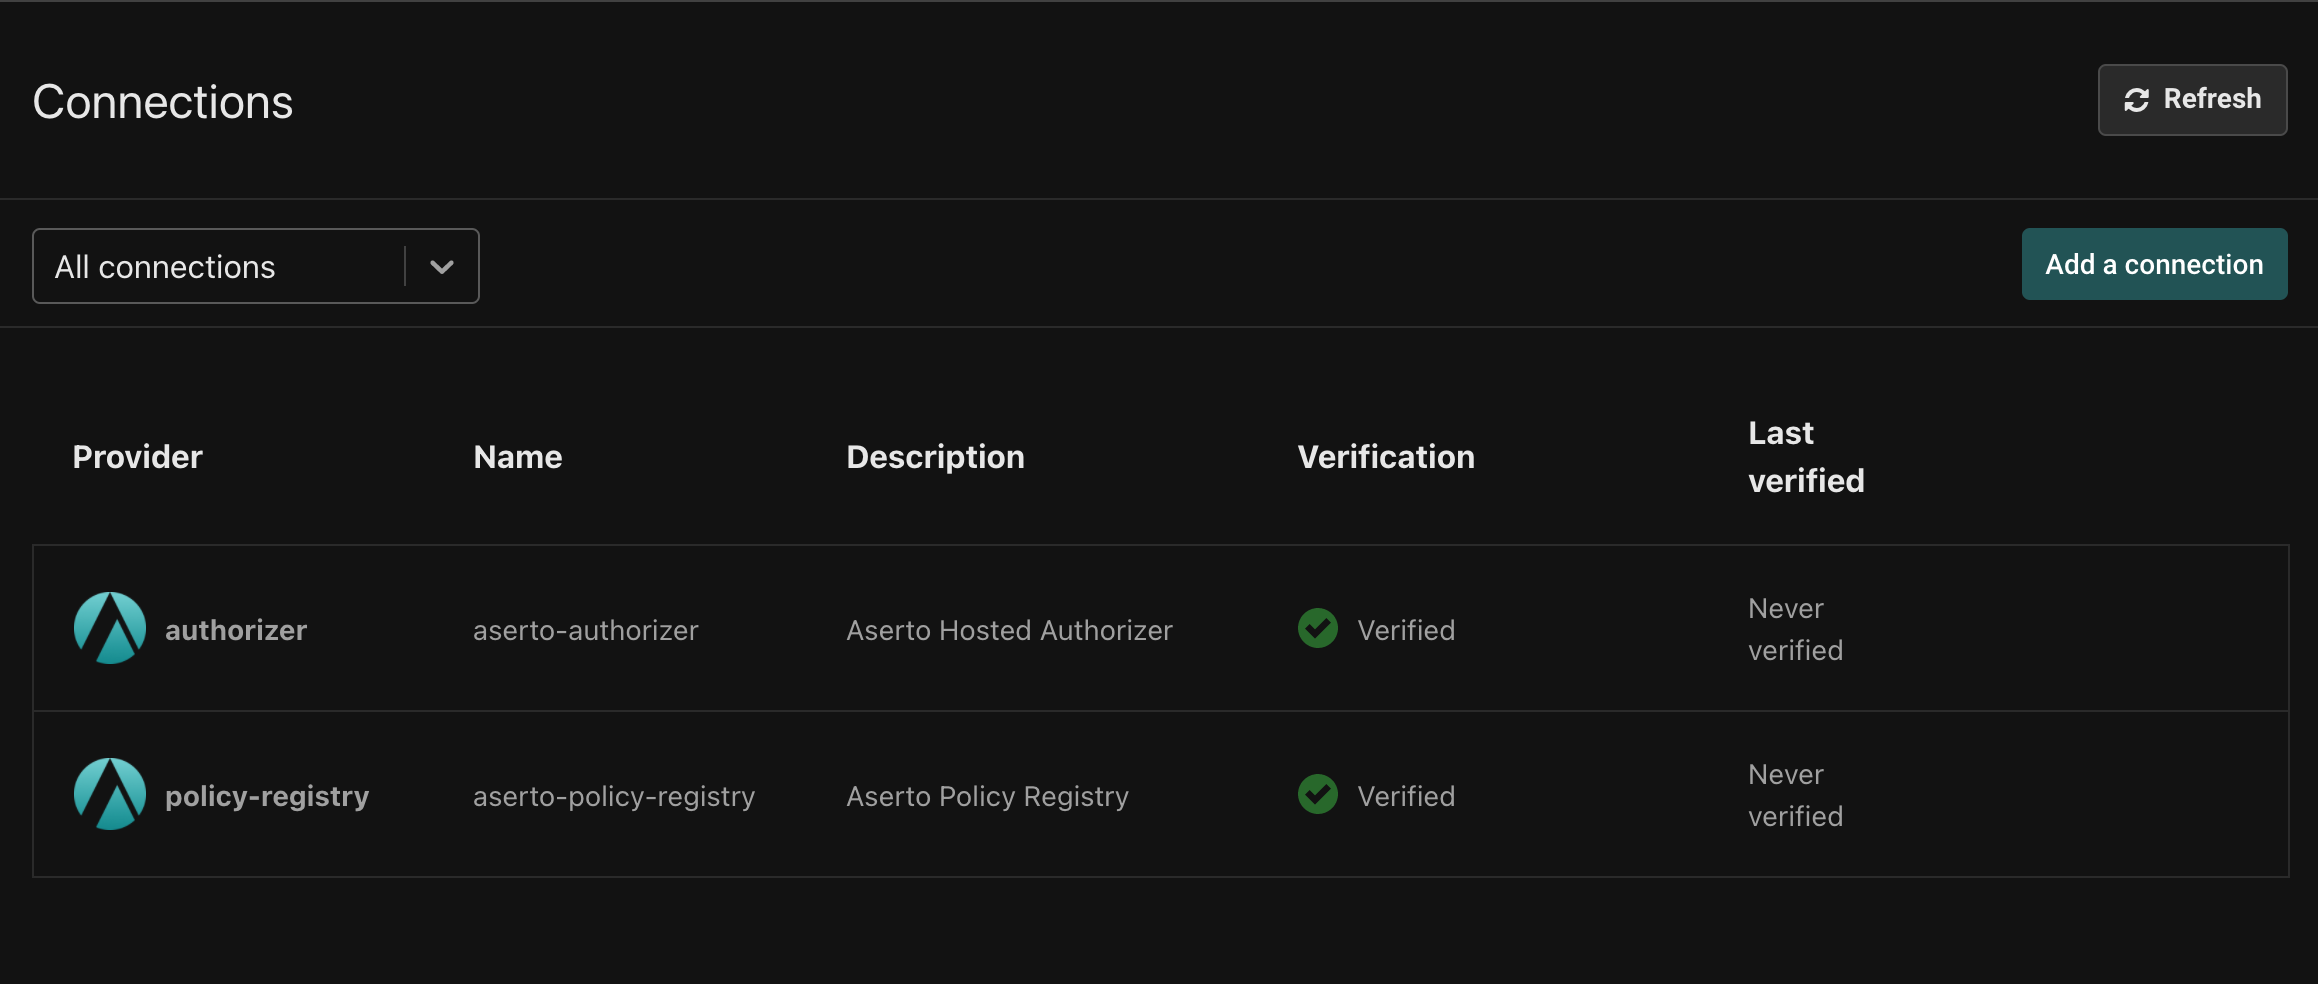 Connections
Refresh
All connections
Add a connection
Provider Name Description Verification Last verified
authorizer aserto-authorizer Aserto Hosted Authorizer Verified Never verified
policy-registry aserto-policy-registry Aserto Policy Registry Verified Never verified